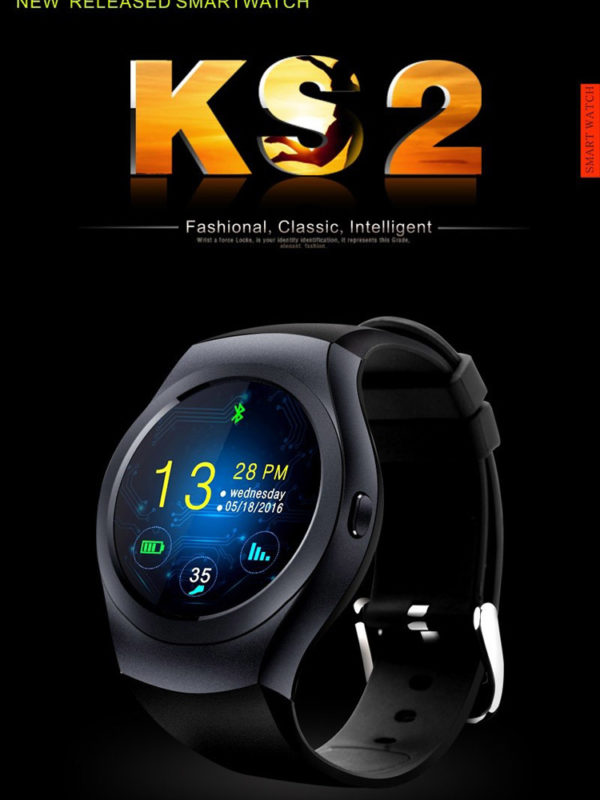 NEW RELEASED SMARTWATCH
KS2
SMART WATCH
Fashional, Classic, Intelligent
Wrist a force Locke, is your identity identification, it represents this Grade,
elegant, fashion.
13 28 PM
wednesday
05/18/2016
35